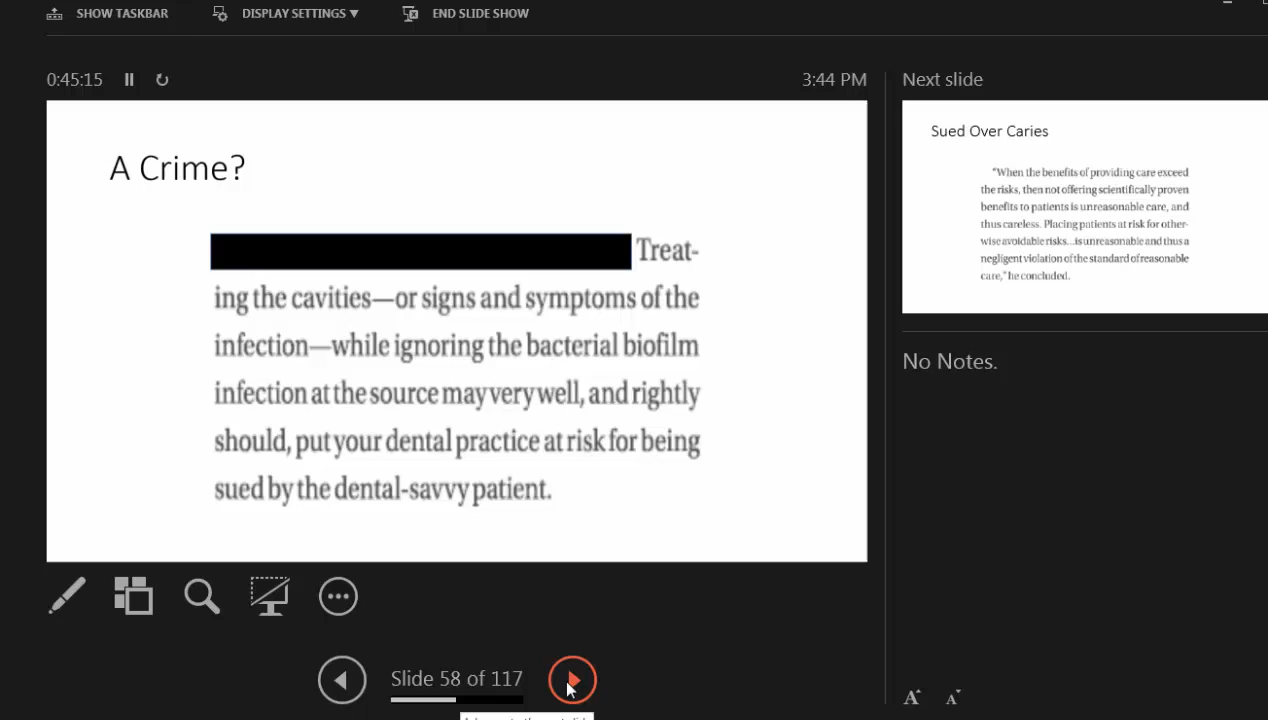 SHOW TASKBAR
DISPLAY SETTINGS ▼
END SLIDE SHOW
0:45:15
3:44 PM
A Crime?
Treat-
ing the cavities—or signs and symptoms of the
infection—while ignoring the bacterial biofilm
infection at the source may very well, and rightly
should, put your dental practice at risk for being
sued by the dental-savvy patient.
Slide 58 of 117
Next slide
Sued Over Caries
“When the benefits of providing care exceed
the risks, then not offering scientifically proven
benefits to patients is unreasonable care, and
thus careless. Placing patients at risk for other-
wise avoidable risks...is unreasonable and thus a
negligent violation of the standard of reasonable
care,” he concluded.
No Notes.
A A